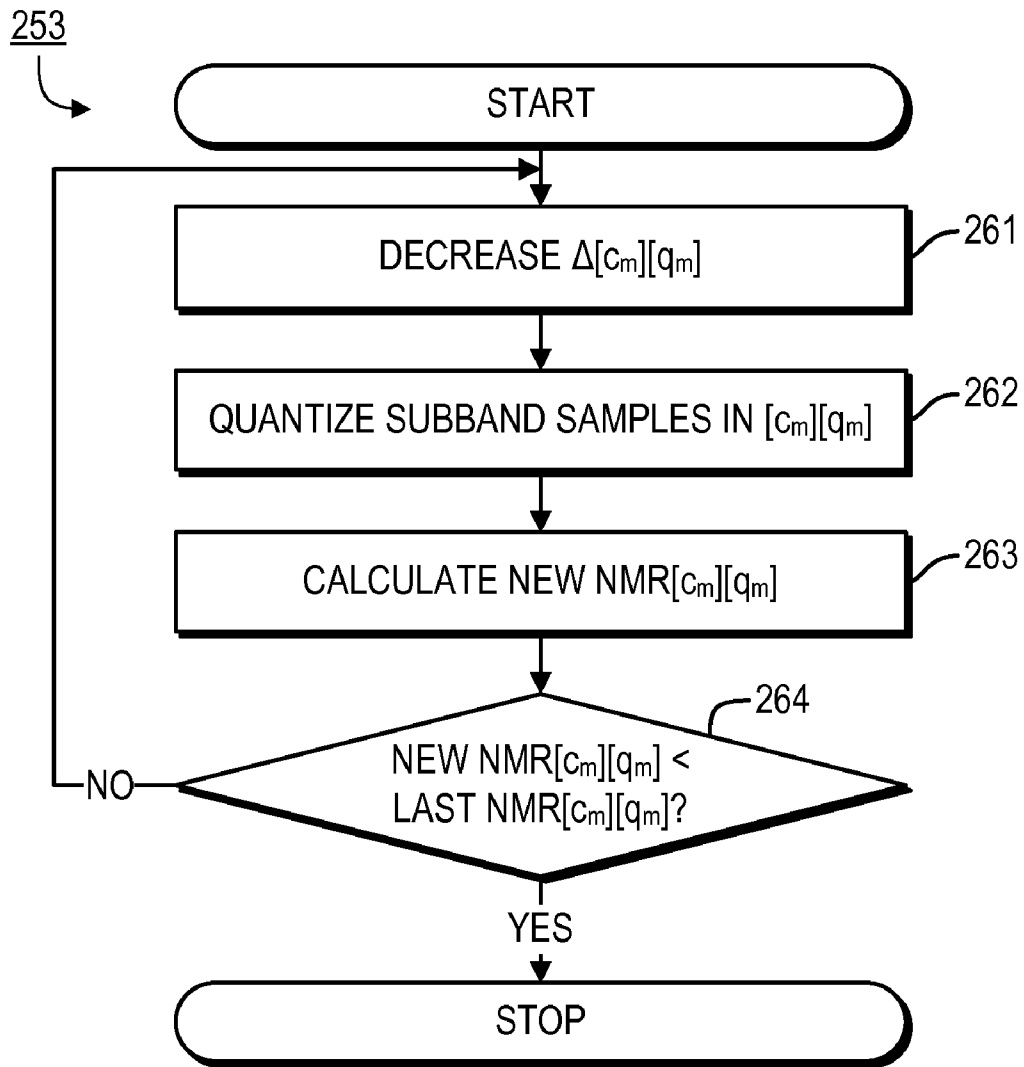 253
START
DECREASE Δ[cm][qm]
261
QUANTIZE SUBBAND SAMPLES IN [cm][qm]
262
CALCULATE NEW NMR[cm][qm]
263
264
NEW NMR[cm][qm] <
LAST NMR[cm][qm]?
NO
YES
STOP